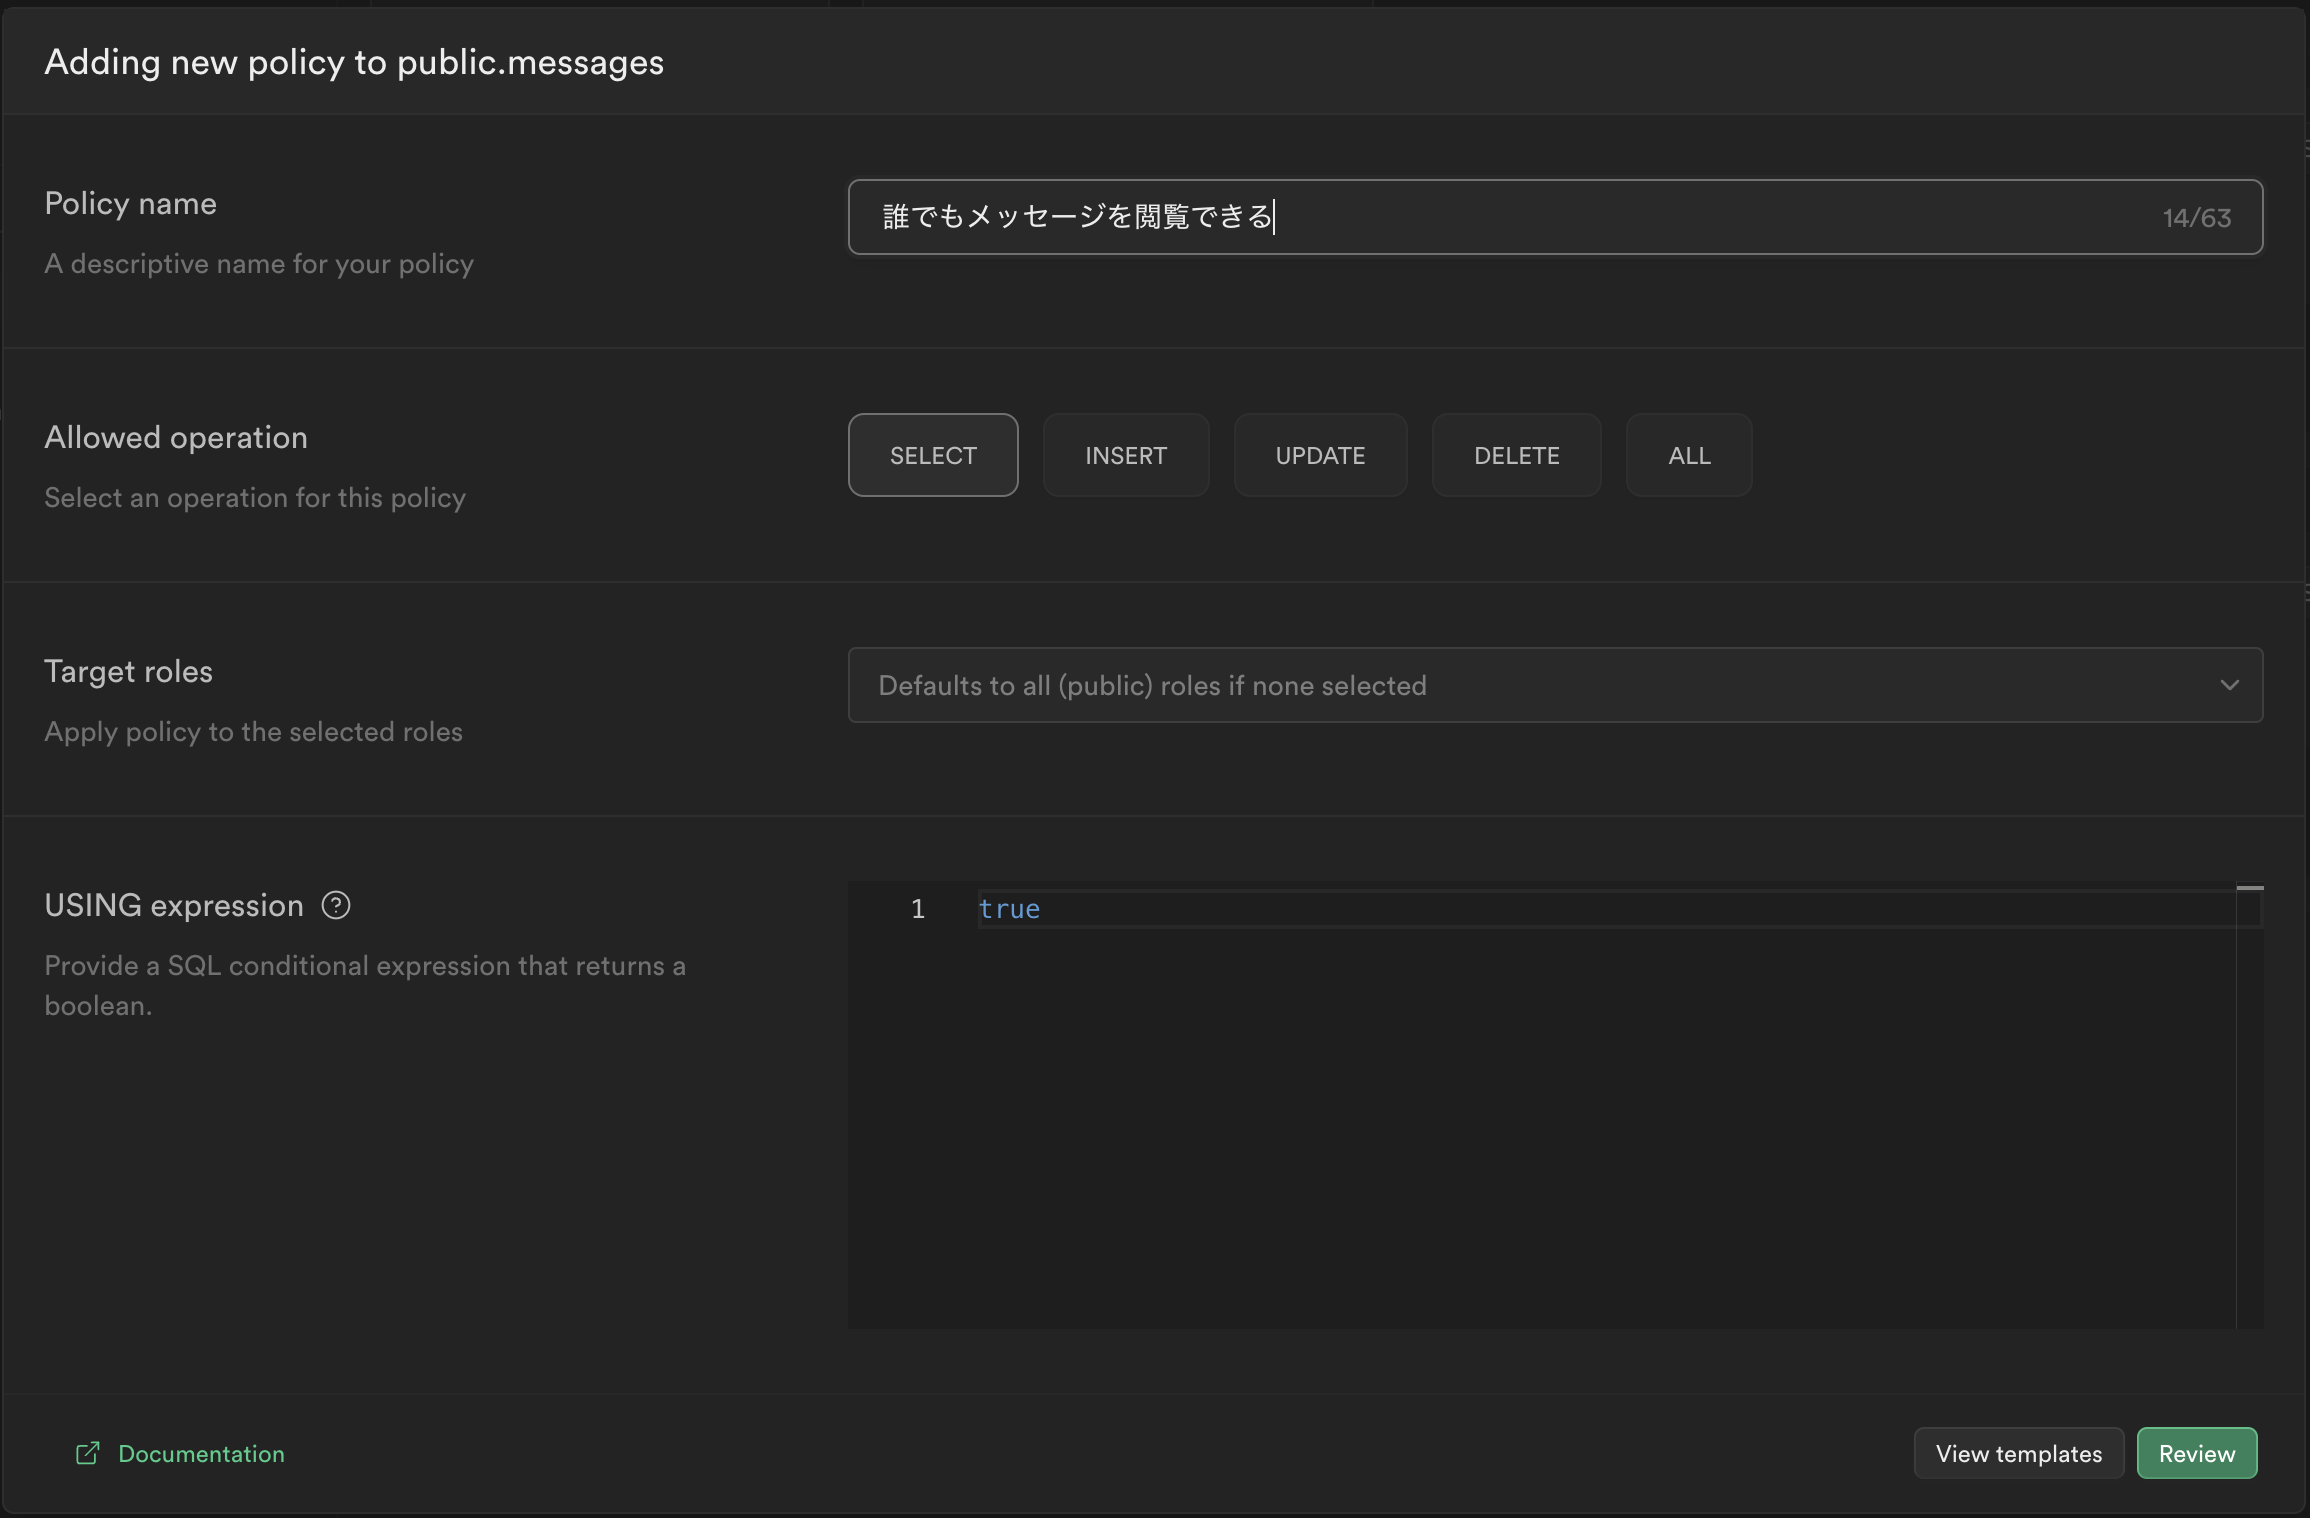 Adding new policy to public.messages
Policy name
A descriptive name for your policy
誰でもメッセージを閲覧できる
14/63
Allowed operation
Select an operation for this policy
SELECT INSERT UPDATE DELETE ALL
Target roles
Apply policy to the selected roles
Defaults to all (public) roles if none selected
USING expression ?
Provide a SQL conditional expression that returns a
boolean.
1 true
Documentation
View templates Review